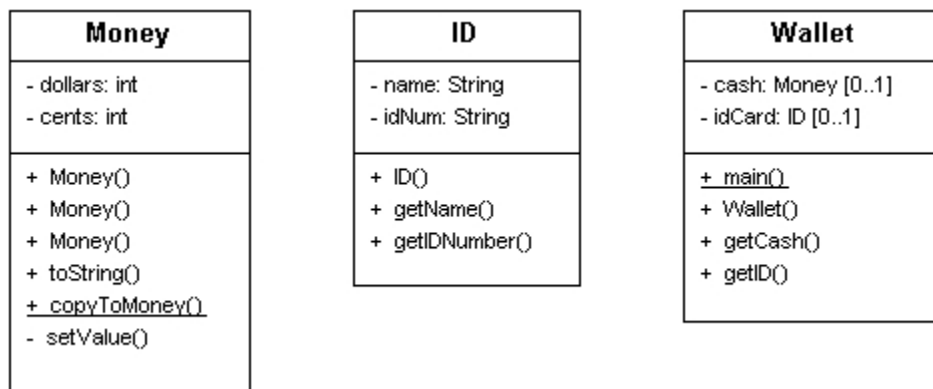 Money
- dollars: int
- cents: int
+ Money()
+ Money()
+ Money()
+ toString()
+ copyToMoney()
- setValue()
ID
- name: String
- idNum: String
+ ID()
+ getName()
+ getIDNumber()
Wallet
- cash: Money [0..1]
- idCard: ID [0..1]
+ main()
+ Wallet()
+ getCash()
+ getID()